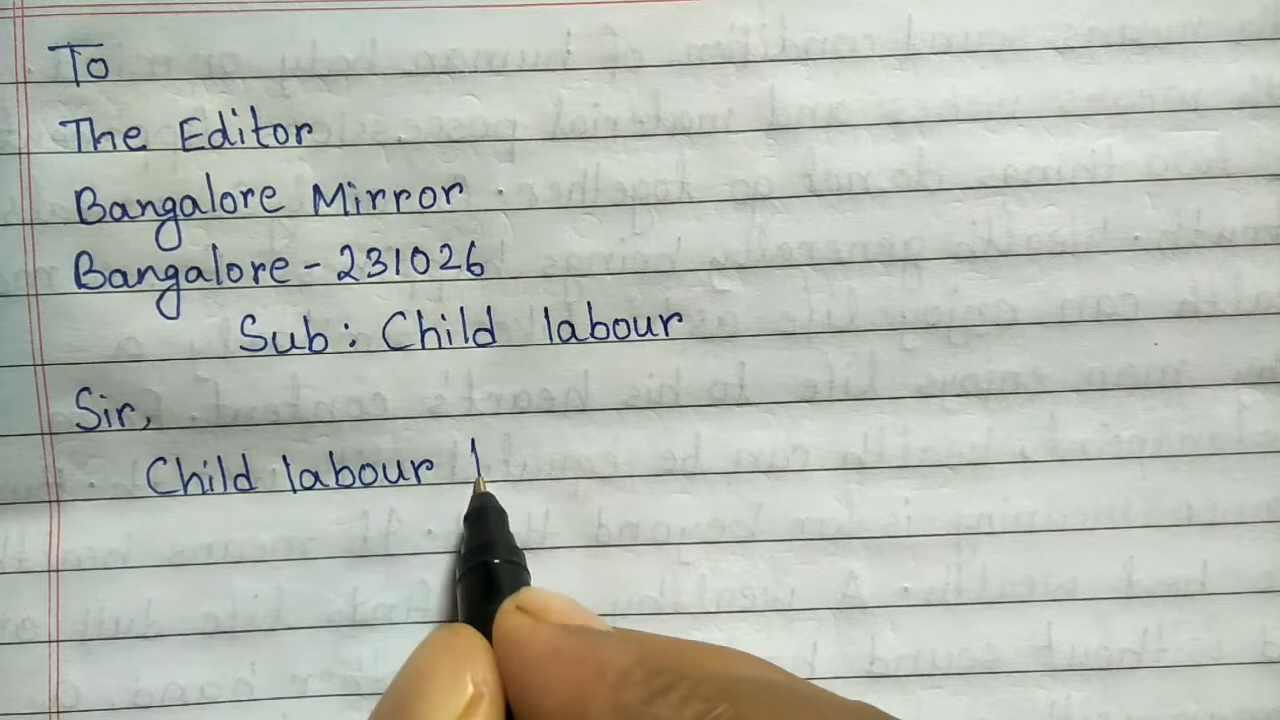 To
The Editor
Bangalore Mirror
Bangalore - 231026
Sub : Child labour
Sir,
Child labour